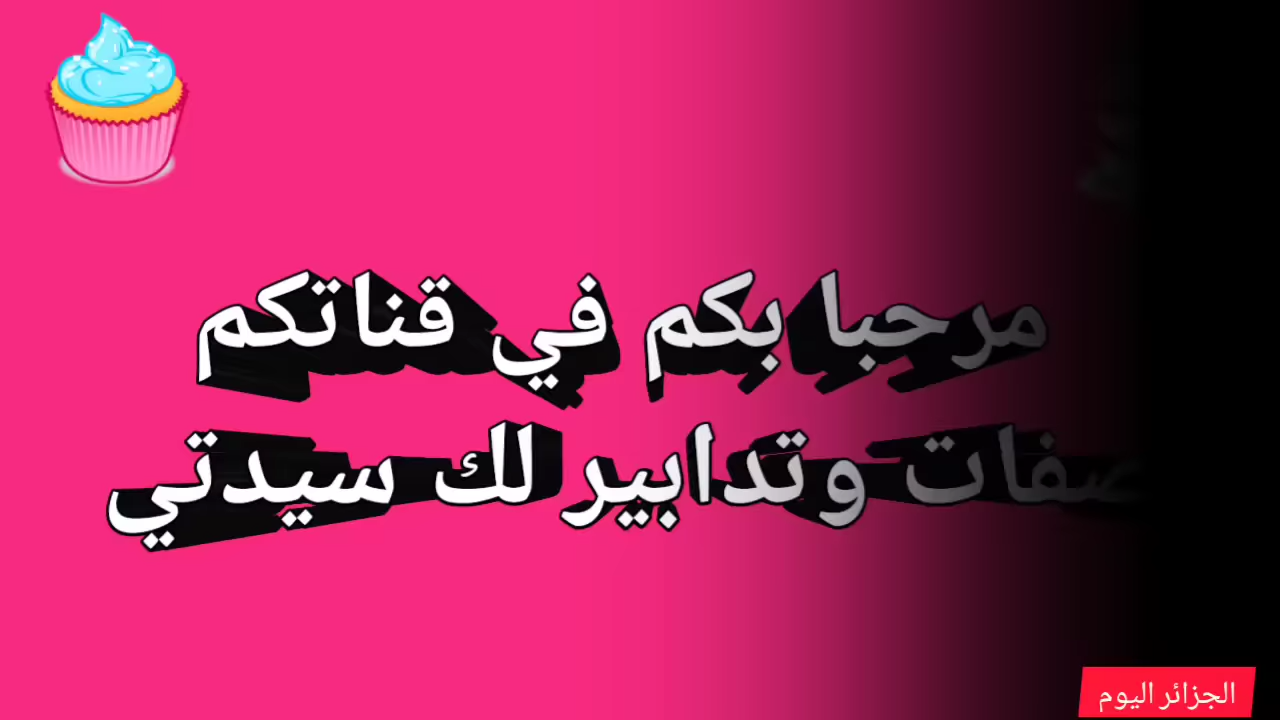 مرحبا بكم في قناتكم
وتدابير لك سيدتي
الجزائر اليوم